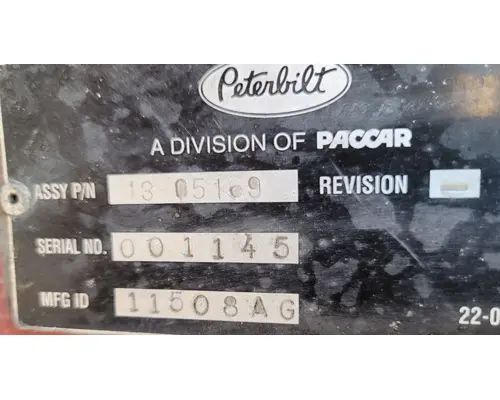 Peterbilt
A DIVISION OF PACCAR
ASSY P/N REVISION -
SERIAL NO. 001145
MFG ID 11508AG
22-0